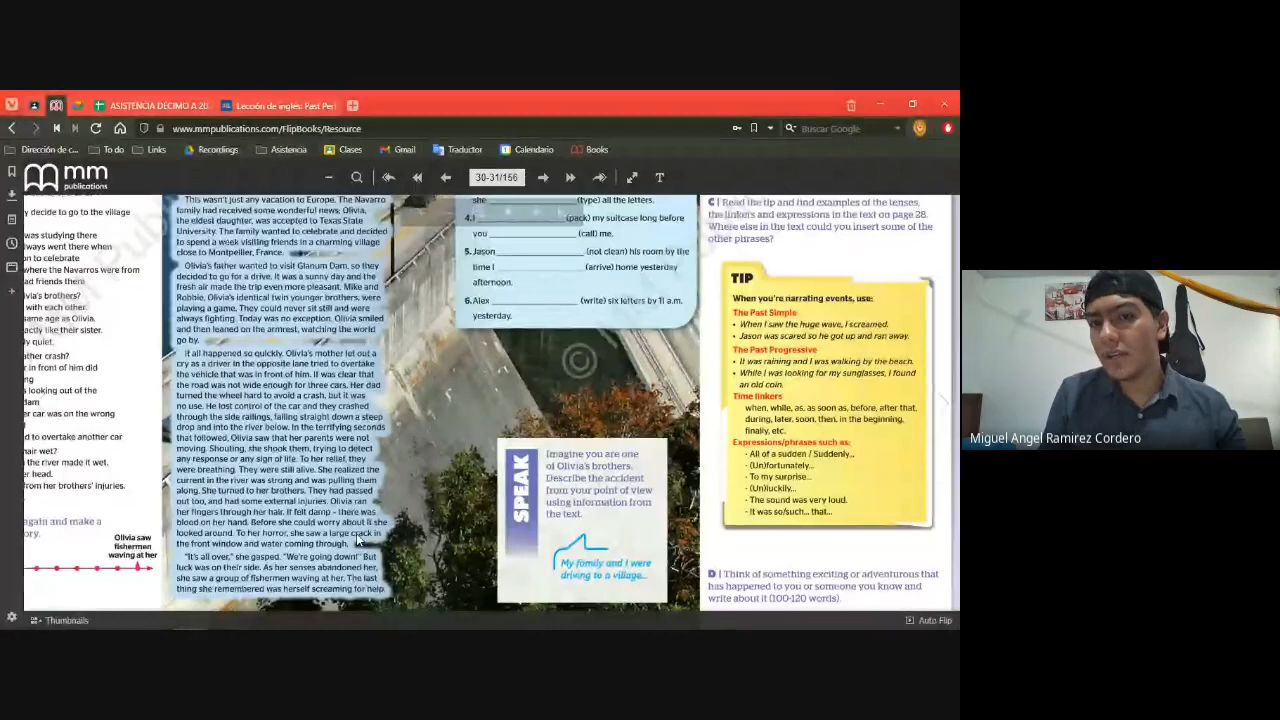 ASISTENCIA DECIMO A 20
Lección de inglés: Past Per
www.mmpublications.com/FlipBooks/Resource
Buscar Google
Dirección de c...
To do
Links
Recordings
Asistencia
Clases
Gmail
Traductor
Calendario
Books
mm
publications
30-31/156
y decide to go to the village
was studying there
lways went there when
on to celebrate
where the Navarros were from
ad friends there
ivia's brothers?
with each other.
ame age as Olivia.
actly like their sister.
ly quiet.
ather crash?
r in front of him did
ng
looking out of the
dam
er car was on the wrong
d to overtake another car
hair wet?
the river made it wet.
er head.
from her brothers' injuries.
again and make a
ory.
Olivia saw
fishermen
waving at her
This wasn't just any vacation to Europe. The Navarro
family had received some wonderful news; Olivia,
the eldest daughter, was accepted to Texas State
University. The family wanted to celebrate and decided
to spend a week visiting friends in a charming village
close to Montpellier, France.
Olivia's father wanted to visit Glanum Dam, so they
decided to go for a drive. It was a sunny day and the
fresh air made the trip even more pleasant. Mike and
Robbie, Olivia's identical twin younger brothers, were
playing a game. They could never sit still and were
always fighting. Today was no exception. Olivia smiled
and then leaned on the armrest, watching the world
go by.
It all happened so quickly. Olivia's mother let out a
cry as a driver in the opposite lane tried to overtake
the vehicle that was in front of him. It was clear that
the road was not wide enough for three cars. Her dad
turned the wheel hard to avoid a crash, but it was
no use. He lost control of the car and they crashed
through the side railings, falling straight down a steep
drop and into the river below. In the terrifying seconds
that followed, Olivia saw that her parents were not
moving. Shouting, she shook them, trying to detect
any response or any sign of life. To her relief, they
were breathing. They were still alive. She realized the
current in the river was strong and was pulling them
along. She turned to her brothers. They had passed
out too, and had some external injuries. Olivia ran
her fingers through her hair. It felt damp - there was
blood on her hand. Before she could worry about it she
looked around. To her horror, she saw a large crack in
the front window and water coming through.
"It's all over," she gasped. "We're going down!" But
luck was on their side. As her senses abandoned her,
she saw a group of fishermen waving at her. The last
thing she remembered was herself screaming for help.
she ____________ (type) all the letters.
4. I ____________ (pack) my suitcase long before
you ____________ (call) me.
5. Jason ____________ (not clean) his room by the
time I ____________ (arrive) home yesterday
afternoon.
6. Alex ____________ (write) six letters by 11 a.m.
yesterday.
SPEAK
Imagine you are one
of Olivia's brothers.
Describe the accident
from your point of view
using information from
the text.
My family and I were
driving to a village...
C | Read the tip and find examples of the tenses,
the linkers and expressions in the text on page 28.
Where else in the text could you insert some of the
other phrases?
TIP
When you're narrating events, use:
The Past Simple
• When I saw the huge wave, I screamed.
• Jason was scared so he got up and ran away.
The Past Progressive
• It was raining and I was walking by the beach.
• While I was looking for my sunglasses, I found
an old coin.
Time linkers
when, while, as, as soon as, before, after that,
during, later, soon, then, in the beginning,
finally, etc.
Expressions/phrases such as:
- All of a sudden / Suddenly...
- (Un)fortunately...
- To my surprise...
- (Un)luckily...
- The sound was very loud.
- It was so/such... that...
D | Think of something exciting or adventurous that
has happened to you or someone you know and
write about it (100-120 words).
Thumbnails
Auto Flip
Miguel Angel Ramirez Cordero